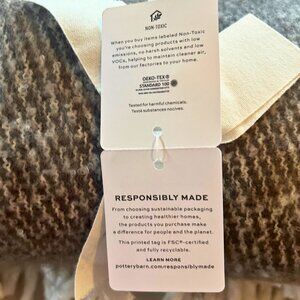 NON-TOXIC
When you buy items labeled Non-Toxic
you're choosing products with low
emissions, no harsh solvents and low
VOCs, helping to maintain cleaner air,
from our factories to your home.
OEKO-TEX®
STANDARD 100
Tested for harmful chemicals.
Testé substances nocives.
RESPONSIBLY MADE
From choosing sustainable packaging
to creating healthier homes,
the products you purchase make
a difference for people and the planet.
This printed tag is FSC®-certified
and fully recyclable.
LEARN MORE
potterybarn.com/responsiblymade